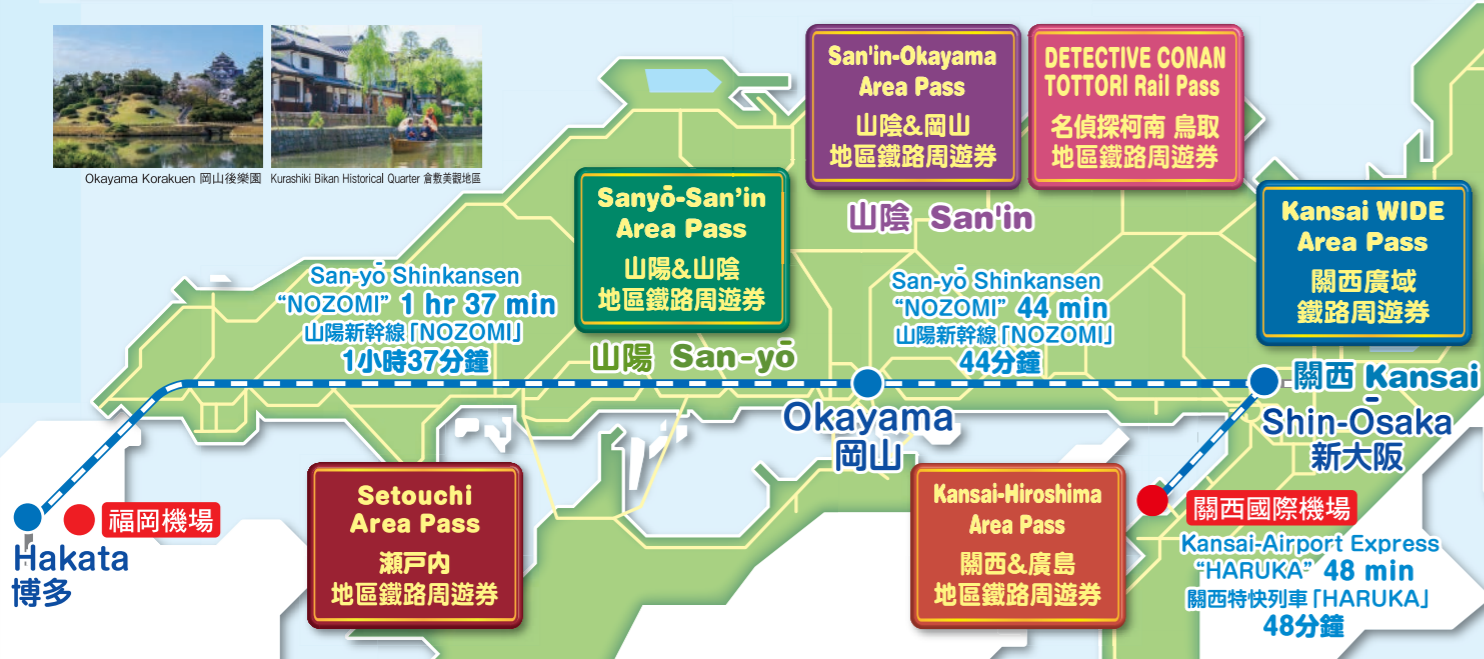 Okayama Korakuen 岡山後樂園
Kurashiki Bikan Historical Quarter 倉敷美觀地區
San'in-Okayama
Area Pass
山陰&岡山
地區鐵路周遊券
DETECTIVE CONAN
TOTTORI Rail Pass
名偵探柯南 鳥取
地區鐵路周遊券
Sanyō-San’in
Area Pass
山陽&山陰
地區鐵路周遊券
山陰 San'in
Kansai WIDE
Area Pass
關西廣域
鐵路周遊券
San-yō Shinkansen
“NOZOMI” 1 hr 37 min
山陽新幹線「NOZOMI」
1小時37分鐘
San-yō Shinkansen
“NOZOMI” 44 min
山陽新幹線「NOZOMI」
44分鐘
山陽 San-yō
關西 Kansai
Okayama
岡山
Shin-Ōsaka
新大阪
Setouchi
Area Pass
瀨戶內
地區鐵路周遊券
Kansai-Hiroshima
Area Pass
關西&廣島
地區鐵路周遊券
福岡機場
Hakata
博多
關西國際機場
Kansai-Airport Express
“HARUKA” 48 min
關西特快列車「HARUKA」
48分鐘